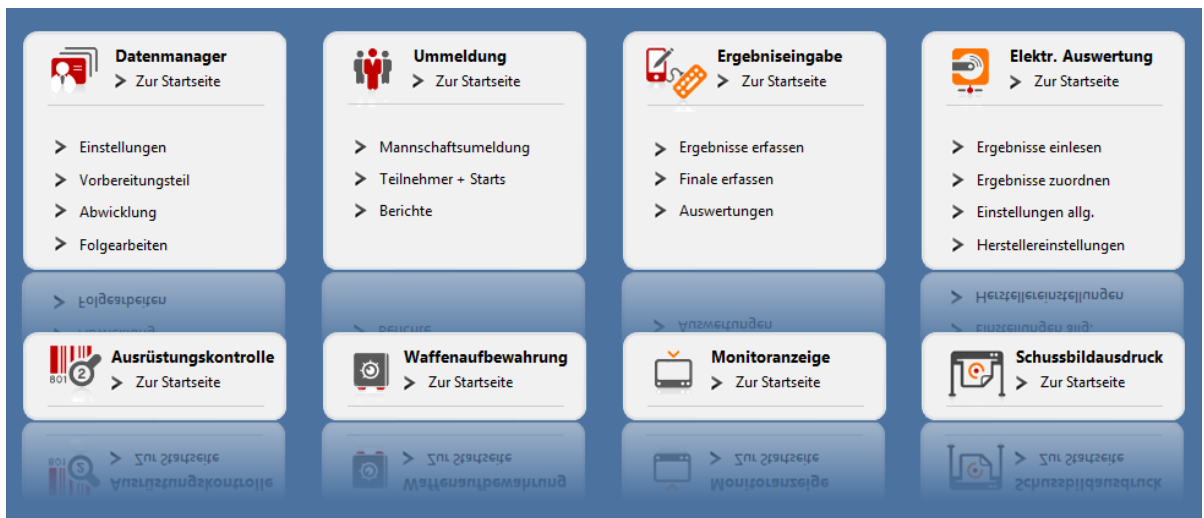 Datenmanager
> Zur Startseite
> Einstellungen
> Vorbereitungsteil
> Abwicklung
> Folgearbeiten
Ummeldung
> Zur Startseite
> Mannschaftsumeldung
> Teilnehmer + Starts
> Berichte
Ergebniseingabe
> Zur Startseite
> Ergebnisse erfassen
> Finale erfassen
> Auswertungen
Elektr. Auswertung
> Zur Startseite
> Ergebnisse einlesen
> Ergebnisse zuordnen
> Einstellungen allg.
> Herstellereinstellungen
801 2
Ausrüstungskontrolle
> Zur Startseite
Waffenaufbewahrung
> Zur Startseite
Monitoranzeige
> Zur Startseite
Schussbildausdruck
> Zur Startseite